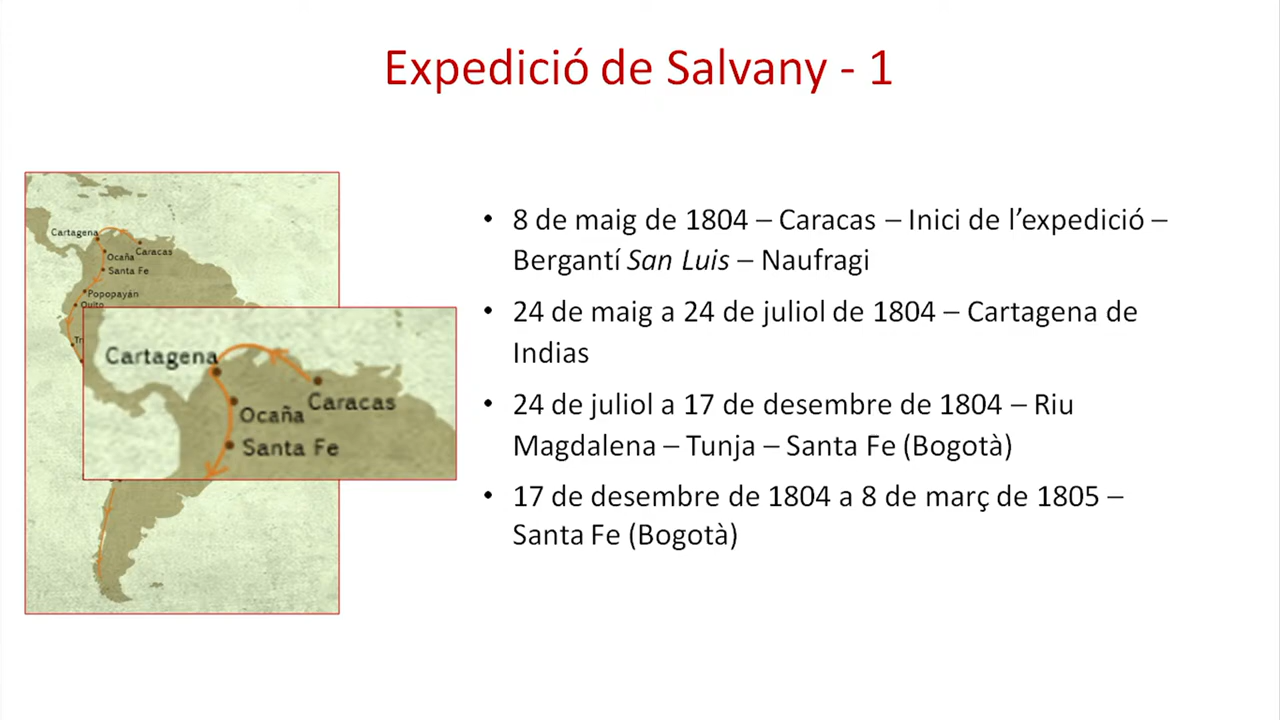 Expedició de Salvany - 1
Cartagena
Caracas
Ocaña
Santa Fe
Popopayán
Quito
Cartagena
Caracas
Ocaña
Santa Fe
• 8 de maig de 1804 – Caracas – Inici de l’expedició –
Bergantí San Luis – Naufragi
• 24 de maig a 24 de juliol de 1804 – Cartagena de
Indias
• 24 de juliol a 17 de desembre de 1804 – Riu
Magdalena – Tunja – Santa Fe (Bogotà)
• 17 de desembre de 1804 a 8 de març de 1805 –
Santa Fe (Bogotà)